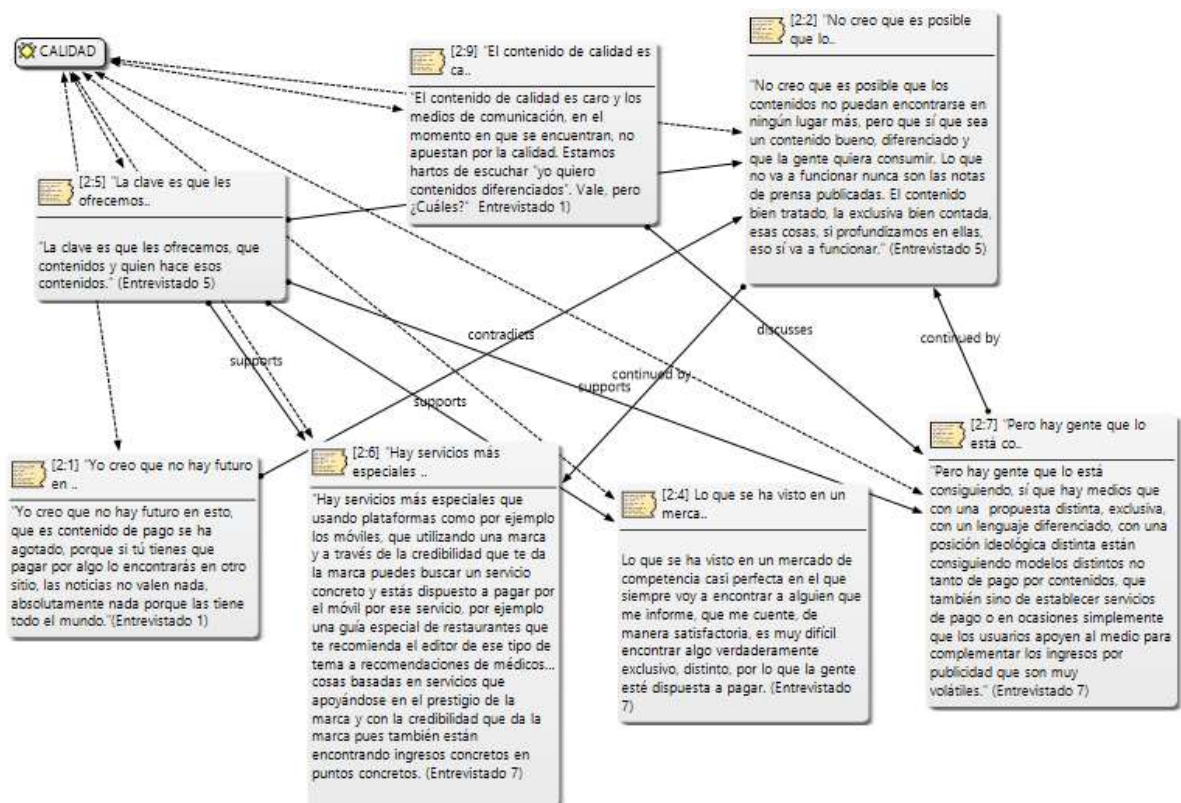 CALIDAD
[2:9] "El contenido de calidad es
ca..
"El contenido de calidad es caro y los
medios de comunicación, en el
momento en que se encuentran, no
apuestan por la calidad. Estamos
hartos de escuchar "yo quiero
contenidos diferenciados". Vale, pero
¿Cuáles?" Entrevistado 1)
[2:2] "No creo que es posible
que lo..
"No creo que es posible que los
contenidos no puedan encontrarse en
ningún lugar más, pero que sí que sea
un contenido bueno, diferenciado y
que la gente quiera consumir. Lo que
no va a funcionar nunca son las notas
de prensa publicadas. El contenido
bien tratado, la exclusiva bien contada,
esas cosas, si profundizamos en ellas,
eso sí va a funcionar." (Entrevistado 5)
[2:5] "La clave es que les
ofrecemos..
"La clave es que les ofrecemos, que
contenidos y quien hace esos
contenidos." (Entrevistado 5)
supports
contradicts
supports
continued by
supports
discusses
continued by
[2:1] "Yo creo que no hay futuro
en ..
"Yo creo que no hay futuro en esto,
que es contenido de pago se ha
agotado, porque si tú tienes que
pagar por algo lo encontrarás en otro
sitio, las noticias no valen nada,
absolutamente nada porque las tiene
todo el mundo."(Entrevistado 1)
[2:6] "Hay servicios más
especiales ..
"Hay servicios más especiales que
usando plataformas como por ejemplo
los móviles, que utilizando una marca
y a través de la credibilidad que te da
la marca puedes buscar un servicio
concreto y estás dispuesto a pagar por
el móvil por ese servicio, por ejemplo
una guía especial de restaurantes que
te recomienda el editor de ese tipo de
tema a recomendaciones de médicos...
cosas basadas en servicios que
apoyándose en el prestigio de la
marca y con la credibilidad que da la
marca pues también están
encontrando ingresos concretos en
puntos concretos. (Entrevistado 7)
[2:4] Lo que se ha visto en un
merca..
Lo que se ha visto en un mercado de
competencia casi perfecta en el que
siempre voy a encontrar a alguien que
me informe, que me cuente, de
manera satisfactoria, es muy difícil
encontrar algo verdaderamente
exclusivo, distinto, por lo que la gente
esté dispuesta a pagar. (Entrevistado
7)
[2:7] "Pero hay gente que lo
está co..
"Pero hay gente que lo está
consiguiendo, sí que hay medios que
con una propuesta distinta, exclusiva,
con un lenguaje diferenciado, con una
posición ideológica distinta están
consiguiendo modelos distintos no
tanto de pago por contenidos, que
también sino de establecer servicios
de pago o en ocasiones simplemente
que los usuarios apoyen al medio para
complementar los ingresos por
publicidad que son muy
volátiles." (Entrevistado 7)